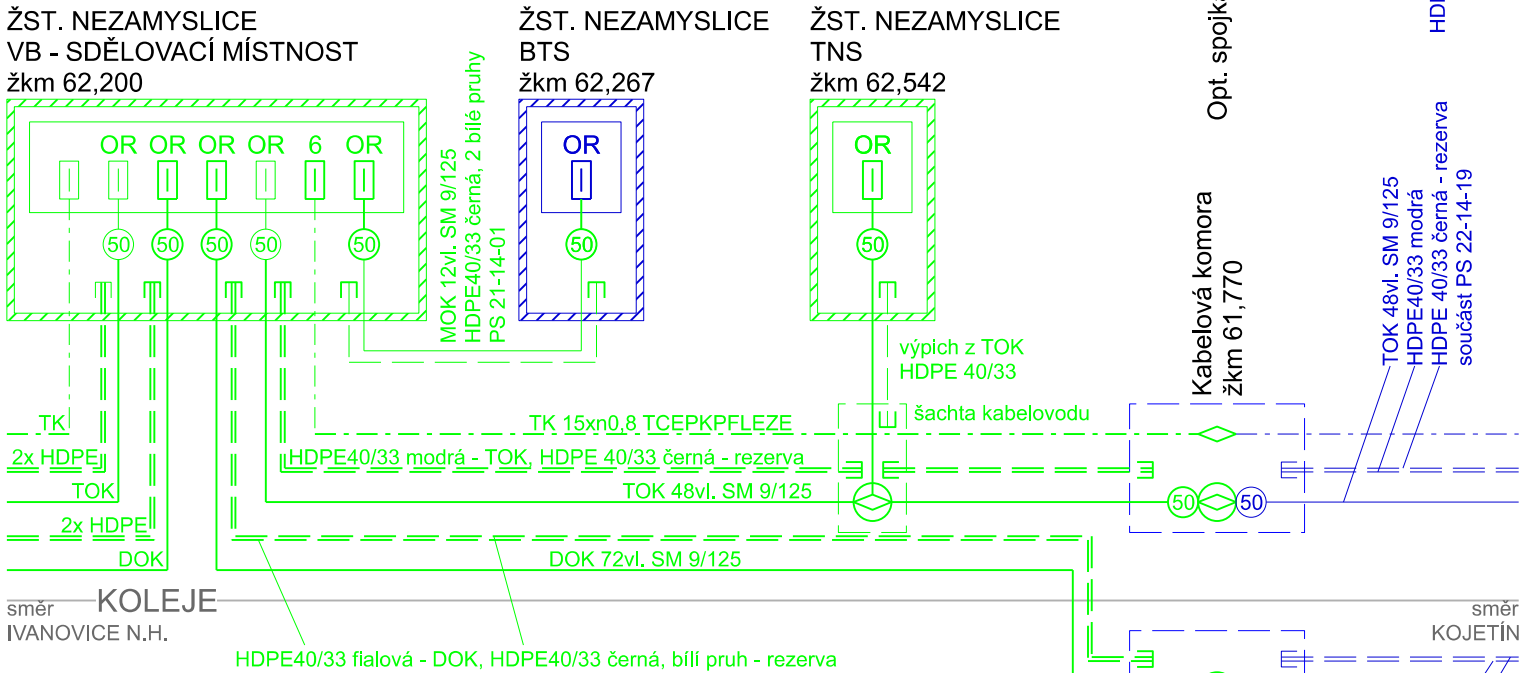 ŽST. NEZAMYSLICE
VB - SDĚLOVACÍ MÍSTNOST
žkm 62,200
ŽST. NEZAMYSLICE
BTS
žkm 62,267
ŽST. NEZAMYSLICE
TNS
žkm 62,542
Opt. spojk
HD
OR OR OR OR 6 OR
50 50 50 50 50
MOK 12vl. SM 9/125
HDPE40/33 černá, 2 bílé pruhy
PS 21-14-01
OR
50
OR
50
výpich z TOK
HDPE 40/33
šachta kabelovodu
Kabelová komora
žkm 61,770
TOK 48vl. SM 9/125
HDPE40/33 modrá
HDPE 40/33 černá - rezerva
součást PS 22-14-19
TK
TK 15xn0,8 TCEPKPFLEZE
2x HDPE
HDPE40/33 modrá - TOK, HDPE 40/33 černá - rezerva
TOK
TOK 48vl. SM 9/125
50 50
2x HDPE
DOK
DOK 72vl. SM 9/125
KOLEJE
směr
IVANOVICE N.H.
směr
KOJETÍN
HDPE40/33 fialová - DOK, HDPE40/33 černá, bílí pruh - rezerva